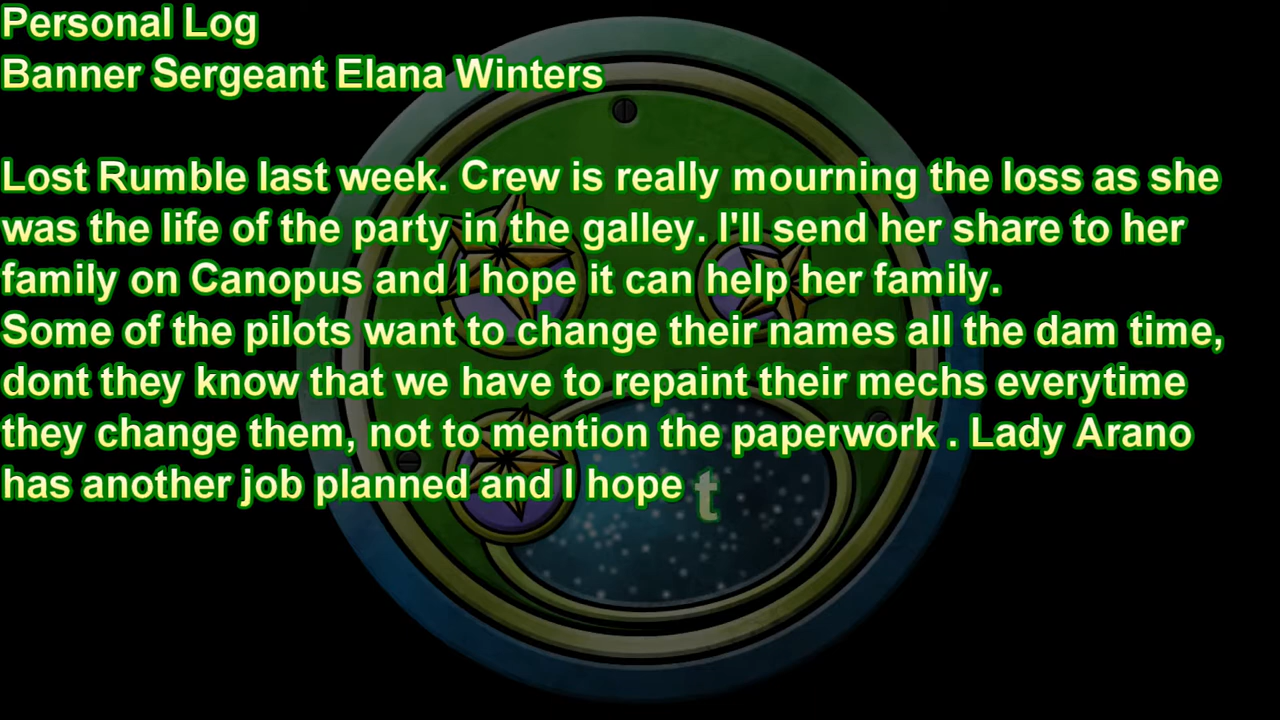 Personal Log
Banner Sergeant Elana Winters
Lost Rumble last week. Crew is really mourning the loss as she
was the life of the party in the galley. I'll send her share to her
family on Canopus and I hope it can help her family.
Some of the pilots want to change their names all the dam time,
dont they know that we have to repaint their mechs everytime
they change them, not to mention the paperwork . Lady Arano
has another job planned and I hope t